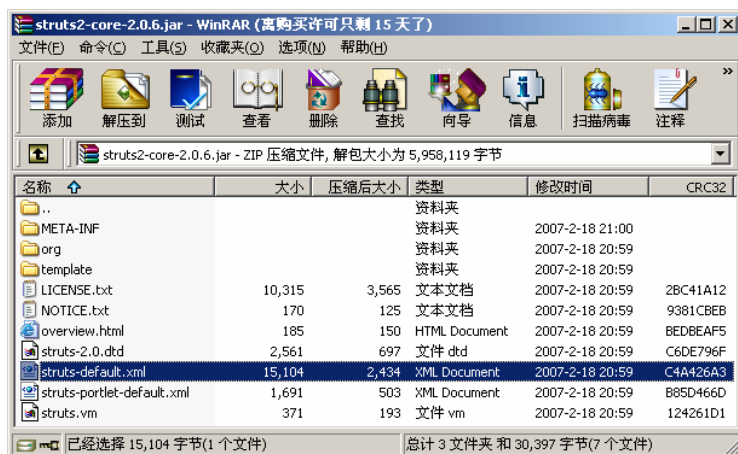 struts2-core-2.0.6.jar - WinRAR (离购买许可只剩 15 天了)
文件(F) 命令(C) 工具(S) 收藏夹(O) 选项(N) 帮助(H)
添加 解压到 测试 查看 删除 查找 向导 信息 扫描病毒 注释 »
struts2-core-2.0.6.jar - ZIP 压缩文件, 解包大小为 5,958,119 字节
名称 大小 压缩后大小 类型 修改时间 CRC32
.. 资料夹
META-INF 资料夹 2007-2-18 21:00
org 资料夹 2007-2-18 20:59
template 资料夹 2007-2-18 20:59
LICENSE.txt 10,315 3,565 文本文档 2007-2-18 20:59 2BC41A12
NOTICE.txt 170 125 文本文档 2007-2-18 20:59 9381CBEB
overview.html 185 150 HTML Document 2007-2-18 20:59 BEDBEAF5
struts-2.0.dtd 2,561 697 文件 dtd 2007-2-18 20:59 C6DE796F
struts-default.xml 15,104 2,434 XML Document 2007-2-18 20:59 C4A426A3
struts-portlet-default.xml 1,691 503 XML Document 2007-2-18 20:59 B85D466D
struts.vm 371 193 文件 vm 2007-2-18 20:59 124261D1
已经选择 15,104 字节(1 个文件) 总计 3 文件夹 和 30,397 字节(7 个文件)